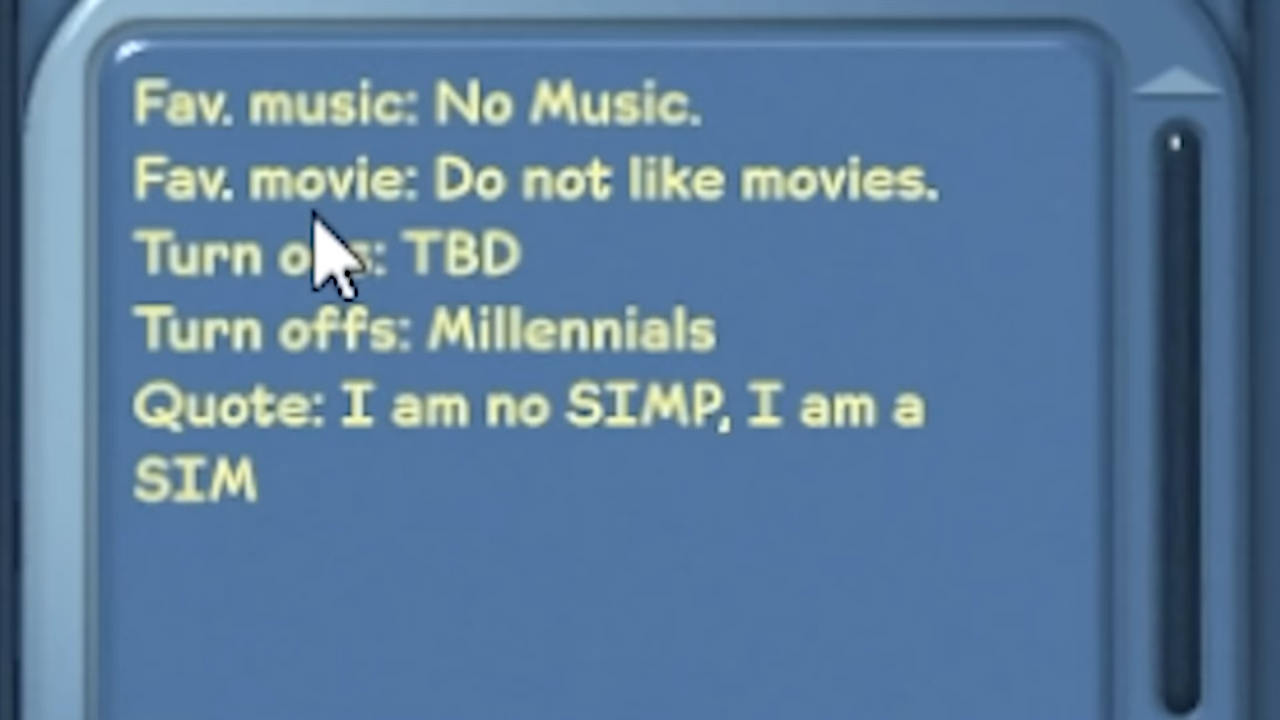 Fav. music: No Music.
Fav. movie: Do not like movies.
Turn ons: TBD
Turn offs: Millennials
Quote: I am no SIMP, I am a
SIM